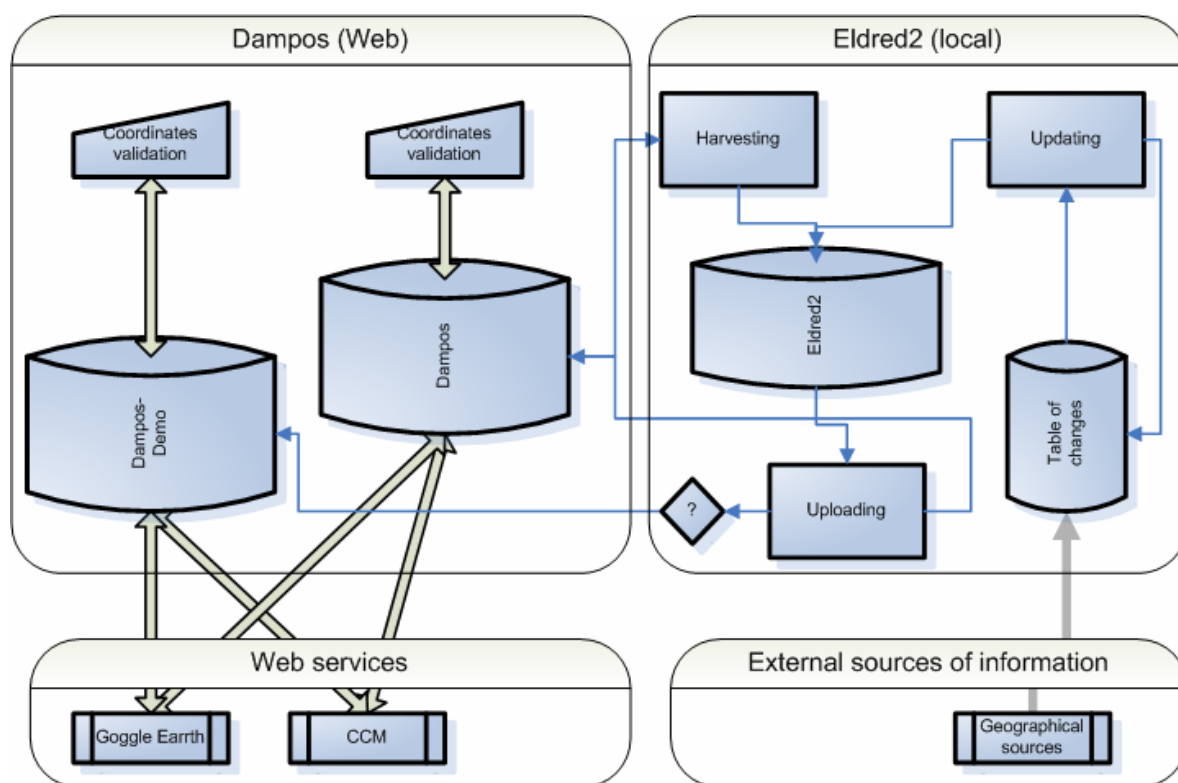 Dampos (Web)
Eldred2 (local)
Coordinates
validation
Coordinates
validation
Harvesting
Updating
Dampos-
Demo
Dampos
Eldred2
Table of
changes
?
Uploading
Web services
External sources of information
Goggle Earrth
CCM
Geographical
sources